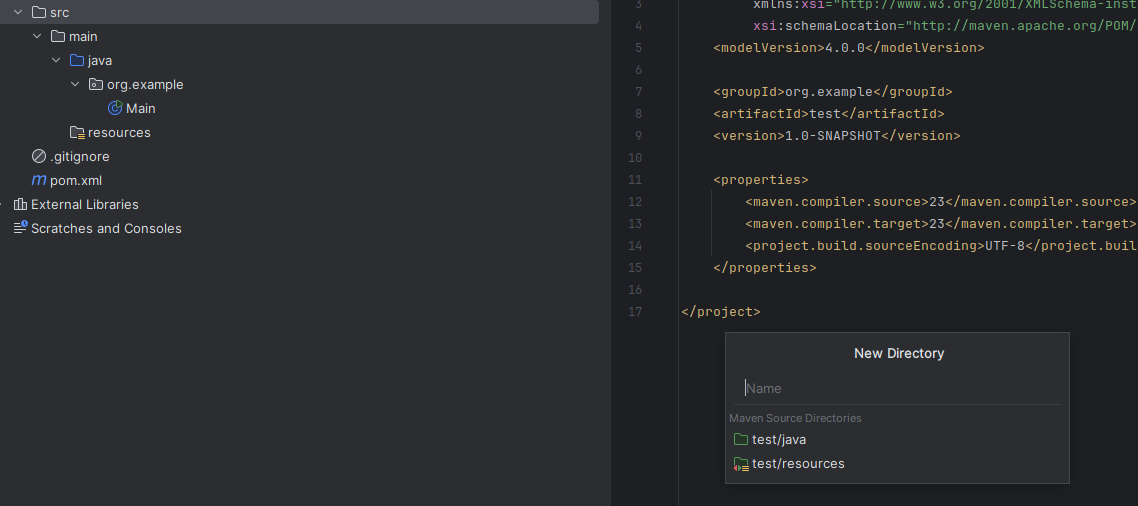 src
main
java
org.example
Main
resources
.gitignore
pom.xml
External Libraries
Scratches and Consoles
3 xmlns:xsi="http://www.w3.org/2001/XMLSchema-inst
4 xsi:schemaLocation="http://maven.apache.org/POM/
5 <modelVersion>4.0.0</modelVersion>
6
7 <groupId>org.example</groupId>
8 <artifactId>test</artifactId>
9 <version>1.0-SNAPSHOT</version>
10
11 <properties>
12 <maven.compiler.source>23</maven.compiler.source>
13 <maven.compiler.target>23</maven.compiler.target>
14 <project.build.sourceEncoding>UTF-8</project.buil
15 </properties>
16
17 </project>
New Directory
Name
Maven Source Directories
test/java
test/resources